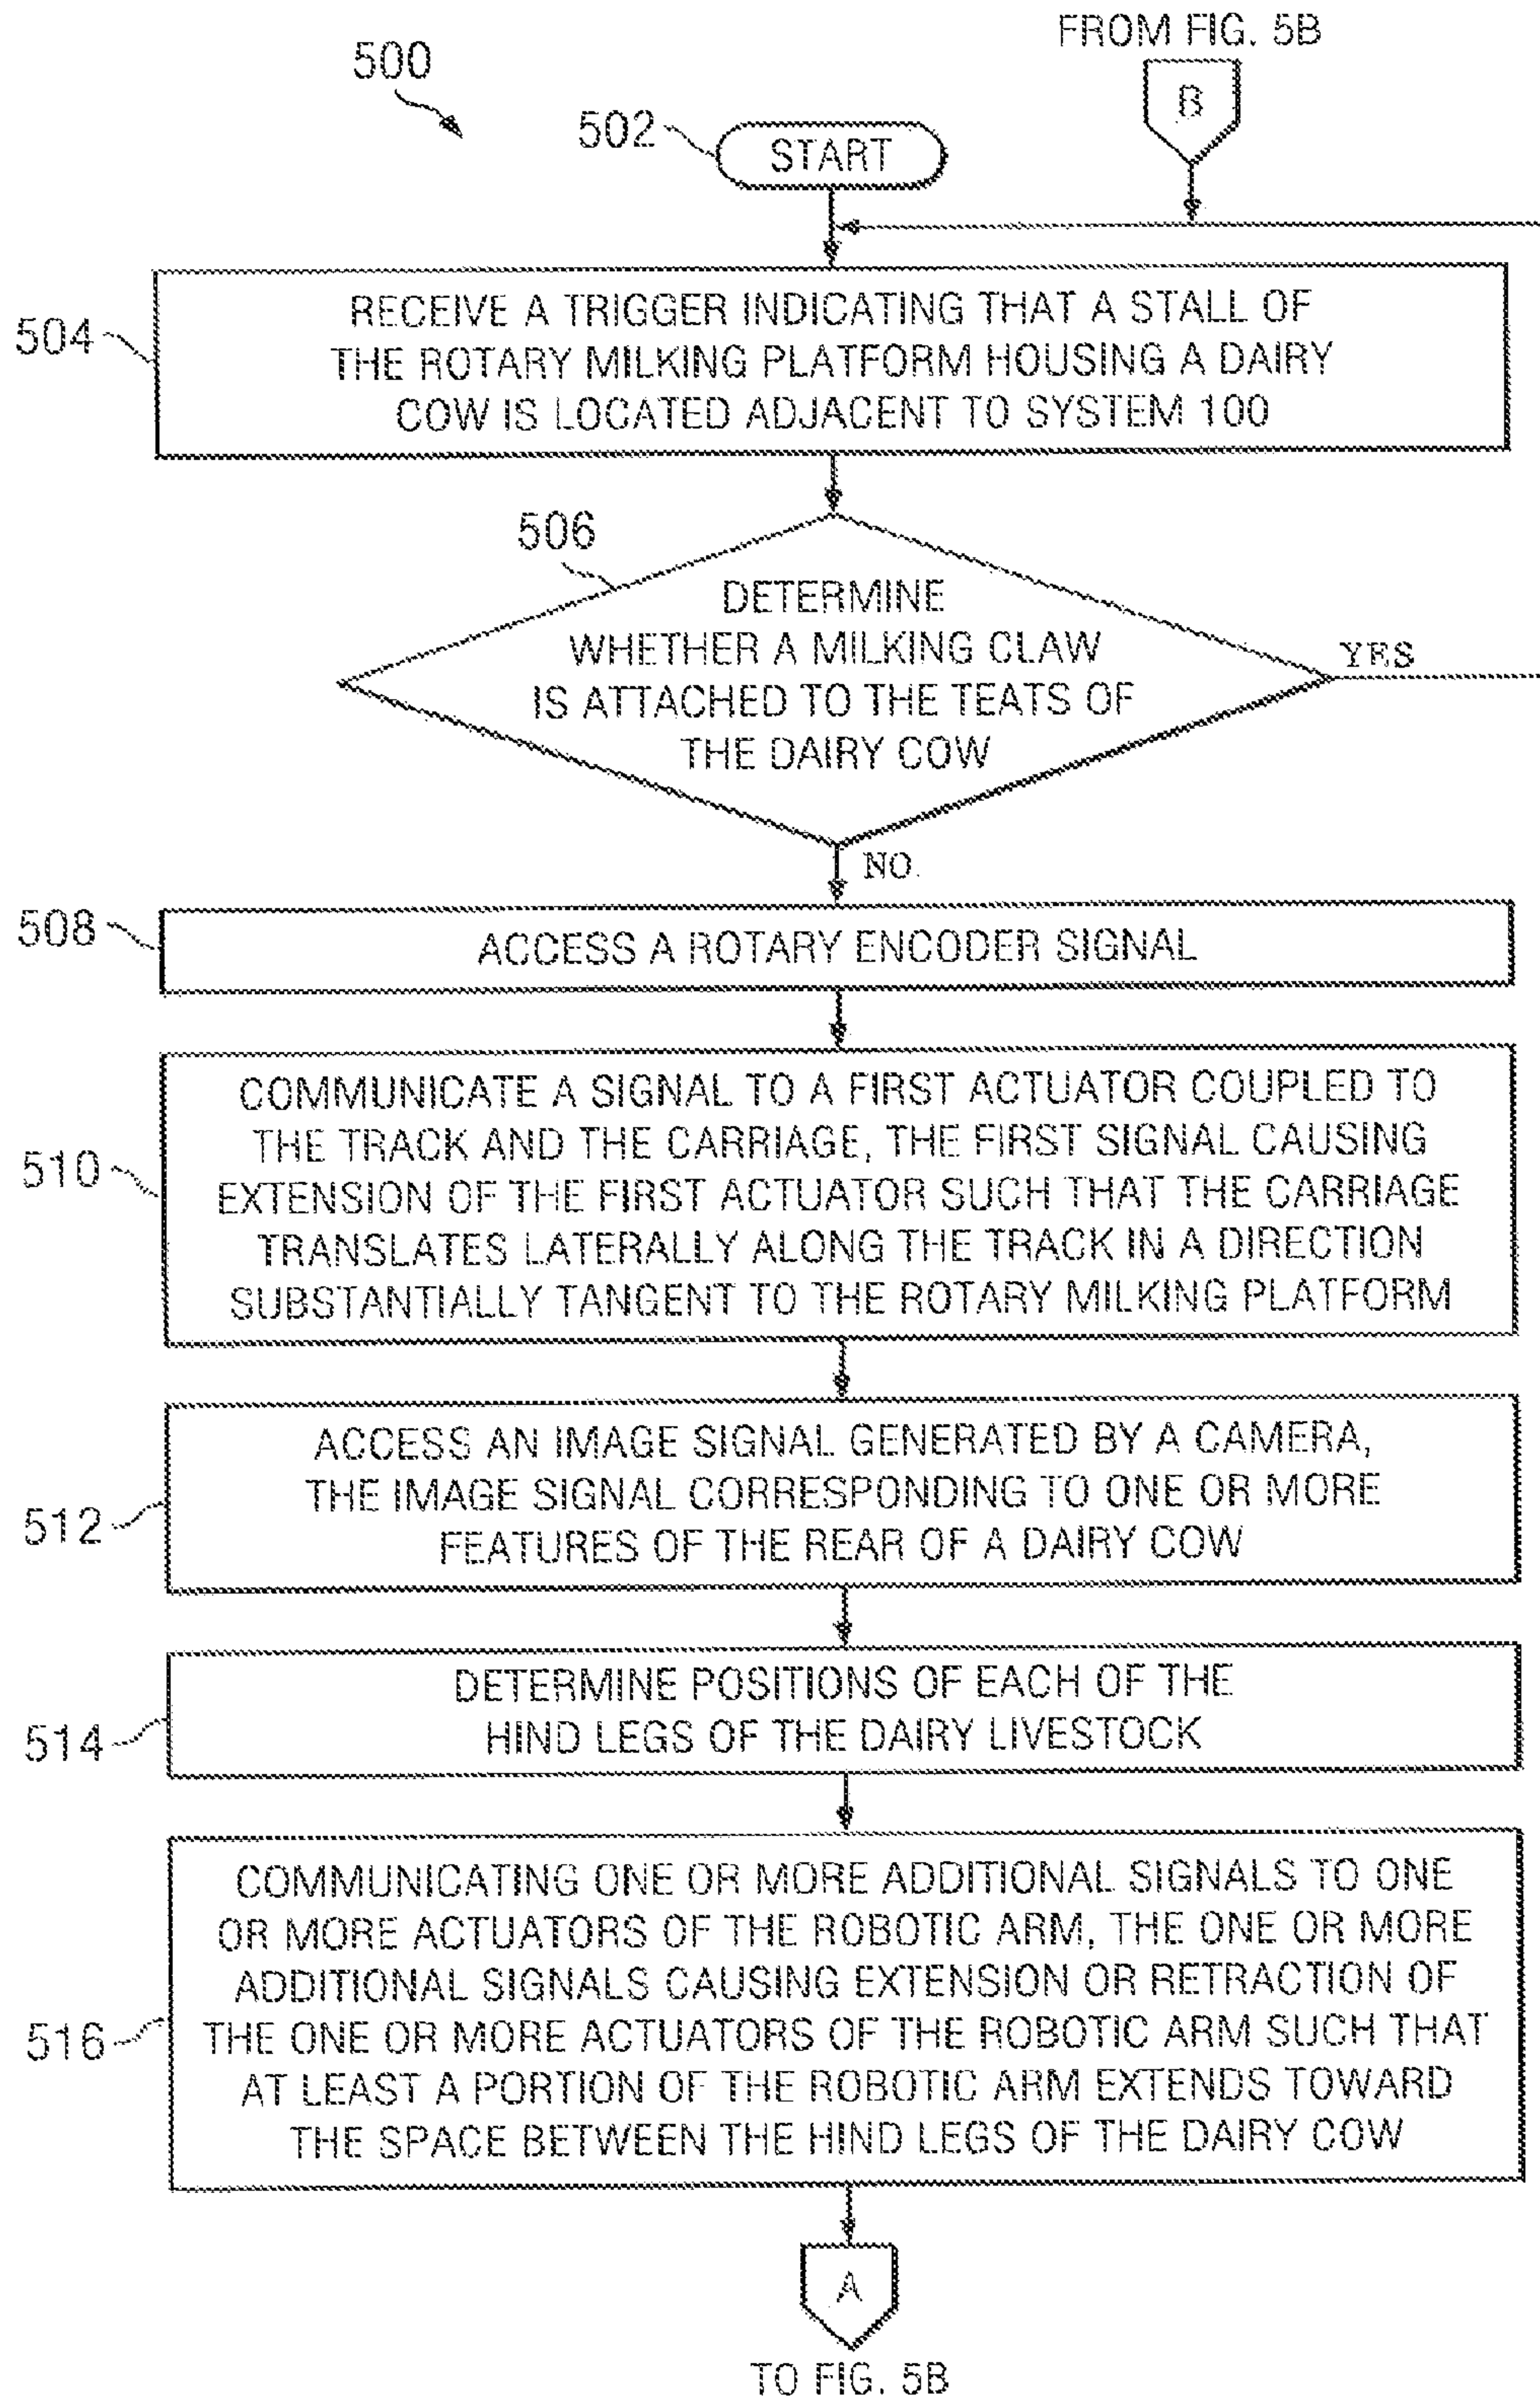 FROM FIG. 5B
500
B
502
START
504
RECEIVE A TRIGGER INDICATING THAT A STALL OF
THE ROTARY MILKING PLATFORM HOUSING A DAIRY
COW IS LOCATED ADJACENT TO SYSTEM 100
506
DETERMINE
WHETHER A MILKING CLAW
IS ATTACHED TO THE TEATS OF
THE DAIRY COW
YES
NO
508
ACCESS A ROTARY ENCODER SIGNAL
510
COMMUNICATE A SIGNAL TO A FIRST ACTUATOR COUPLED TO
THE TRACK AND THE CARRIAGE, THE FIRST SIGNAL CAUSING
EXTENSION OF THE FIRST ACTUATOR SUCH THAT THE CARRIAGE
TRANSLATES LATERALLY ALONG THE TRACK IN A DIRECTION
SUBSTANTIALLY TANGENT TO THE ROTARY MILKING PLATFORM
512
ACCESS AN IMAGE SIGNAL GENERATED BY A CAMERA,
THE IMAGE SIGNAL CORRESPONDING TO ONE OR MORE
FEATURES OF THE REAR OF A DAIRY COW
514
DETERMINE POSITIONS OF EACH OF THE
HIND LEGS OF THE DAIRY LIVESTOCK
516
COMMUNICATING ONE OR MORE ADDITIONAL SIGNALS TO ONE
OR MORE ACTUATORS OF THE ROBOTIC ARM, THE ONE OR MORE
ADDITIONAL SIGNALS CAUSING EXTENSION OR RETRACTION OF
THE ONE OR MORE ACTUATORS OF THE ROBOTIC ARM SUCH THAT
AT LEAST A PORTION OF THE ROBOTIC ARM EXTENDS TOWARD
THE SPACE BETWEEN THE HIND LEGS OF THE DAIRY COW
A
TO FIG. 5B